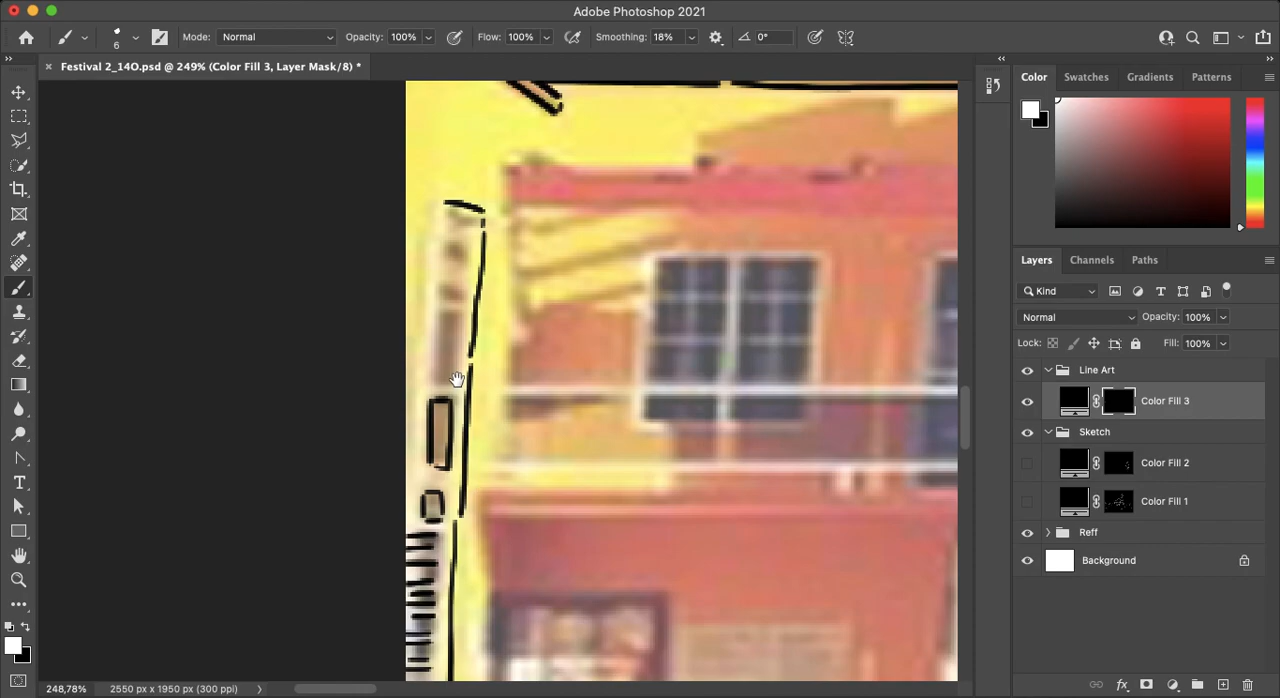 Adobe Photoshop 2021
6 Mode: Normal Opacity: 100% Flow: 100% Smoothing: 18% 0°
Festival 2_14O.psd @ 249% (Color Fill 3, Layer Mask/8) *
Color Swatches Gradients Patterns
Layers Channels Paths
Kind
Normal Opacity: 100%
Lock: Fill: 100%
Line Art
Color Fill 3
Sketch
Color Fill 2
Color Fill 1
Reff
Background
248,78% 2550 px x 1950 px (300 ppi)